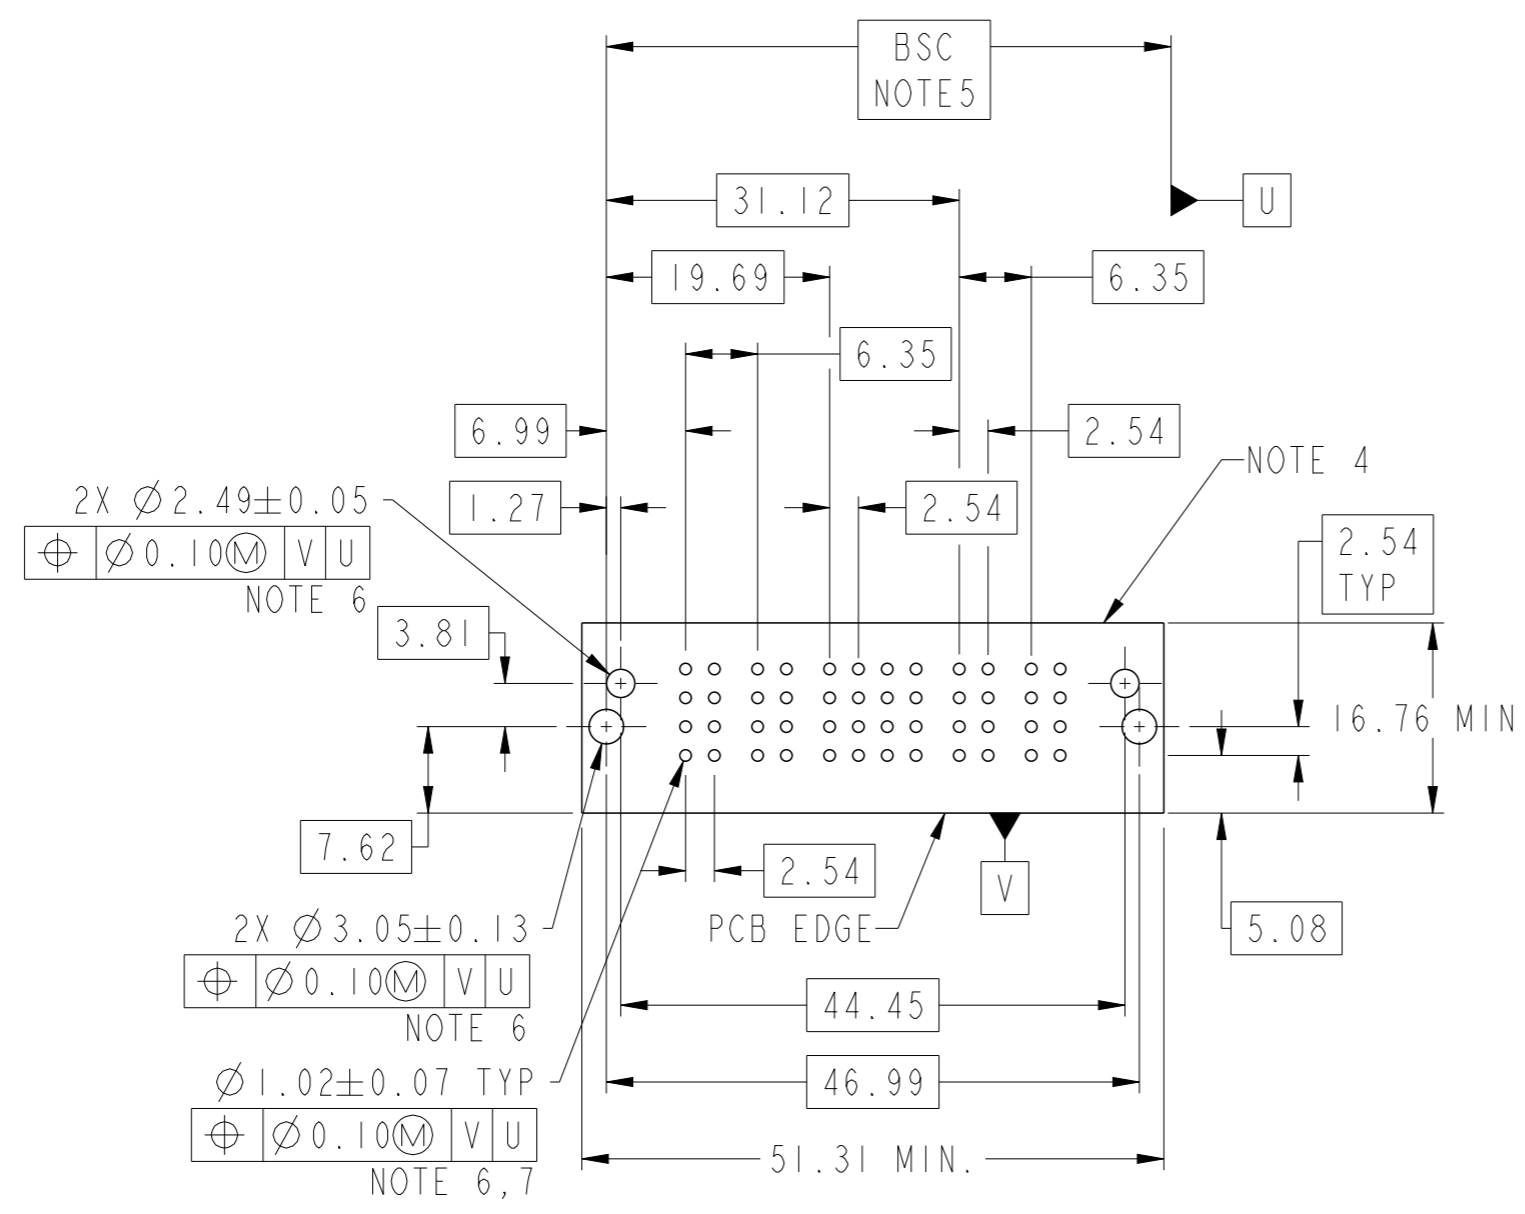 BSC
NOTE5
31.12
U
19.69
6.35
6.35
6.99
2.54
NOTE 4
2X ⌀2.49±0.05
1.27
2.54
⌖ ⌀0.10Ⓜ V U
NOTE 6
2.54
TYP
3.81
16.76 MIN
7.62
2.54
V
2X ⌀3.05±0.13
PCB EDGE
5.08
⌖ ⌀0.10Ⓜ V U
NOTE 6
44.45
⌀1.02±0.07 TYP
46.99
⌖ ⌀0.10Ⓜ V U
NOTE 6,7
51.31 MIN.